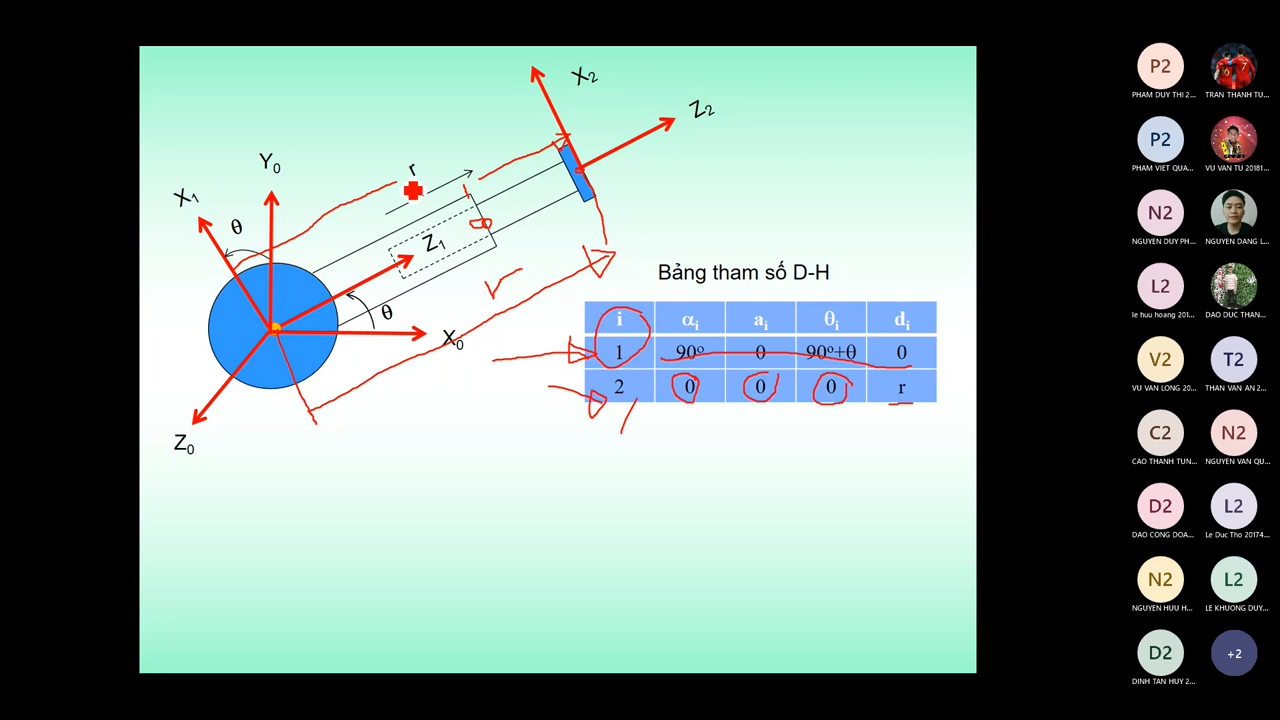 X₂
Z₂
r
Y₀
X₁
θ
Z₁
θ
X₀
Z₀
Bảng tham số D-H
i αᵢ aᵢ θᵢ dᵢ
1 90º 0 90º+θ 0
2 0 0 0 r
P2
PHAM DUY THI 2... TRAN THANH TU...
P2
PHAM VIET QUA... VU VAN TU 20181...
N2
NGUYEN DUY PH... NGUYEN DANG L...
L2
le huu hoang 201... DAO DUC THAN...
V2 T2
VU VAN LONG 20... THAN VAN AN 2...
C2 N2
CAO THANH TUN... NGUYEN VAN QU...
D2 L2
DAO CONG DOA... Le Duc Tho 20174...
N2 L2
NGUYEN HUU H... LE KHUONG DUY...
D2 +2
DINH TAN HUY 2...